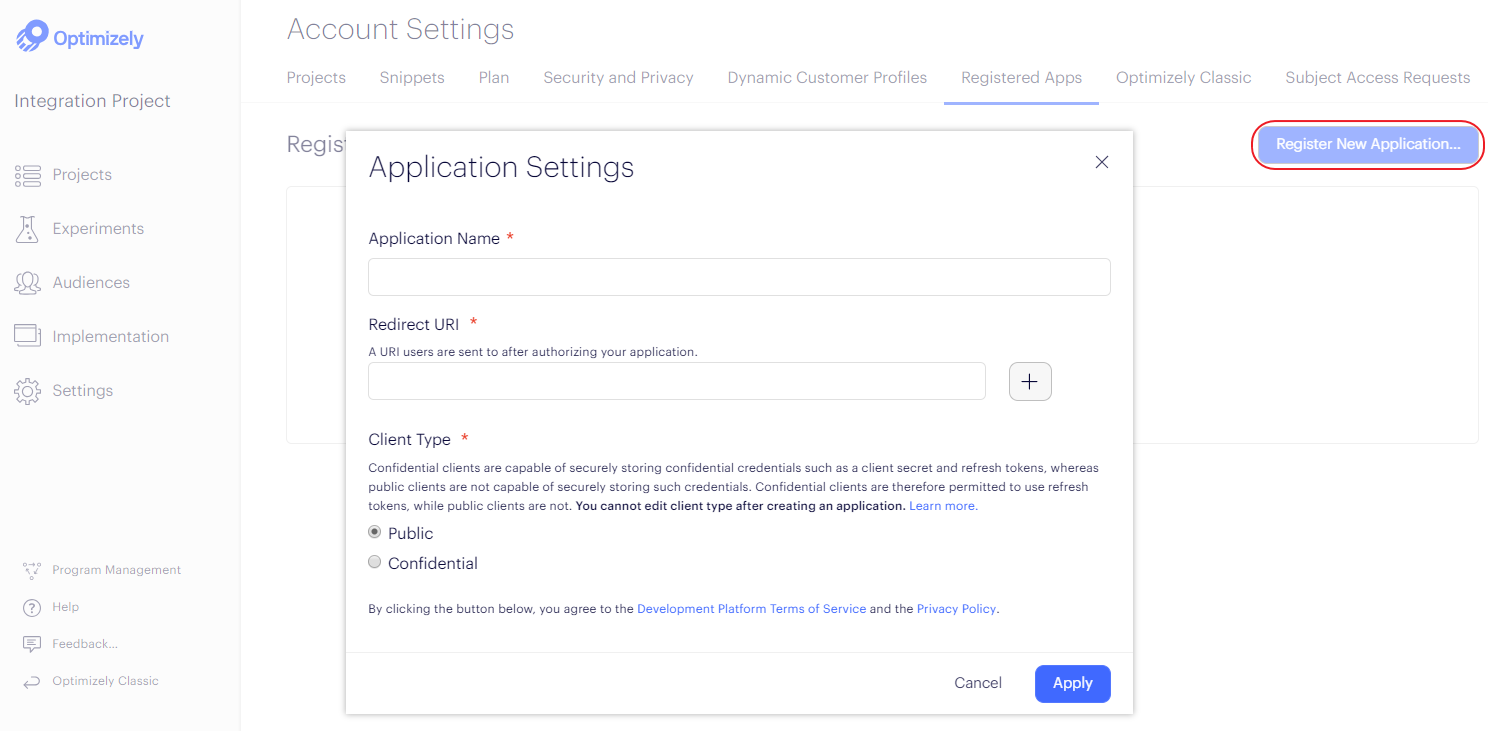 Optimizely
Integration Project
Projects
Experiments
Audiences
Implementation
Settings
Program Management
Help
Feedback...
Optimizely Classic
Account Settings
Projects Snippets Plan Security and Privacy Dynamic Customer Profiles Registered Apps Optimizely Classic Subject Access Requests
Regist
Register New Application...
Application Settings
Application Name *
Redirect URI *
A URI users are sent to after authorizing your application.
Client Type *
Confidential clients are capable of securely storing confidential credentials such as a client secret and refresh tokens, whereas
public clients are not capable of securely storing such credentials. Confidential clients are therefore permitted to use refresh
tokens, while public clients are not. You cannot edit client type after creating an application. Learn more.
Public
Confidential
By clicking the button below, you agree to the Development Platform Terms of Service and the Privacy Policy.
Cancel Apply